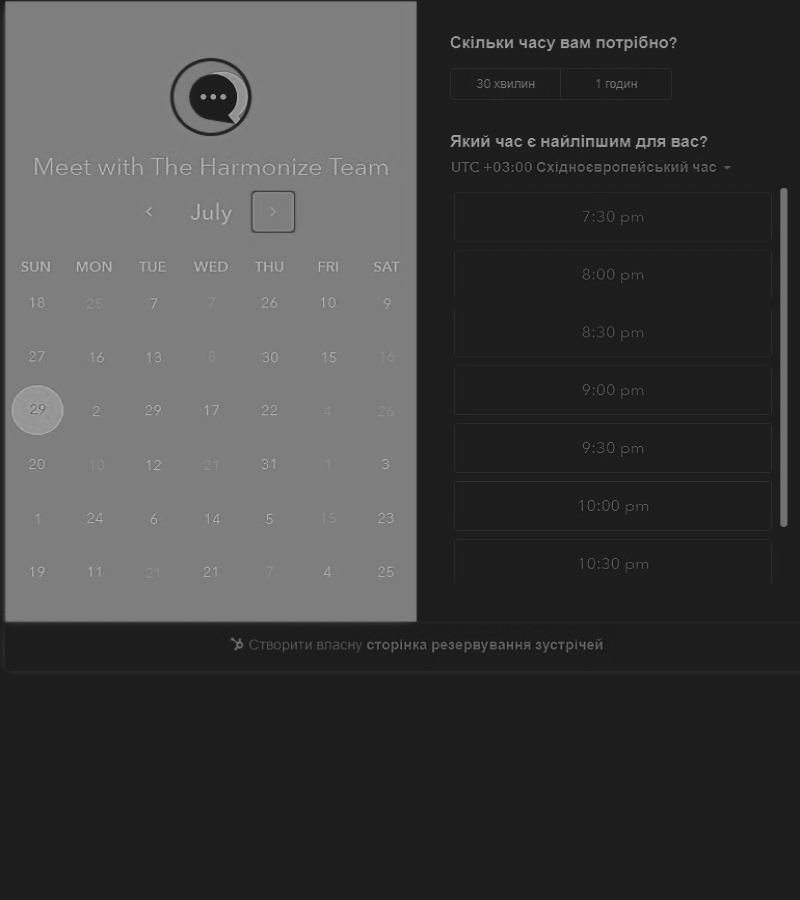 Meet with The Harmonize Team
July
SUN MON TUE WED THU FRI SAT
18 25 7 7 26 10 9
27 16 13 8 30 15 16
29 2 29 17 22 4 26
20 10 12 21 31 1 3
1 24 6 14 5 15 23
19 11 21 21 7 4 25
Скільки часу вам потрібно?
30 хвилин 1 годин
Який час є найліпшим для вас?
UTC +03:00 Східноєвропейський час
7:30 pm
8:00 pm
8:30 pm
9:00 pm
9:30 pm
10:00 pm
10:30 pm
Створити власну сторінка резервування зустрічей